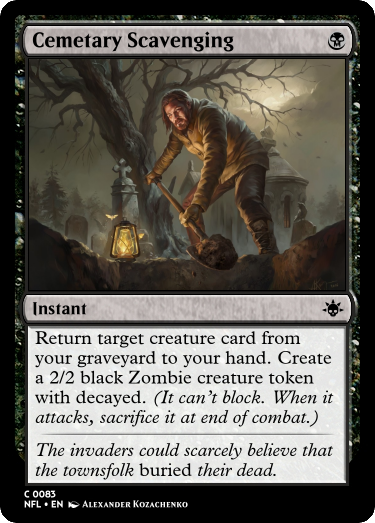 Cemetary Scavenging
Instant
Return target creature card from
your graveyard to your hand. Create
a 2/2 black Zombie creature token
with decayed. (It can't block. When it
attacks, sacrifice it at end of combat.)
The invaders could scarcely believe that
the townsfolk buried their dead.
C 0083
NFL • EN Alexander Kozachenko